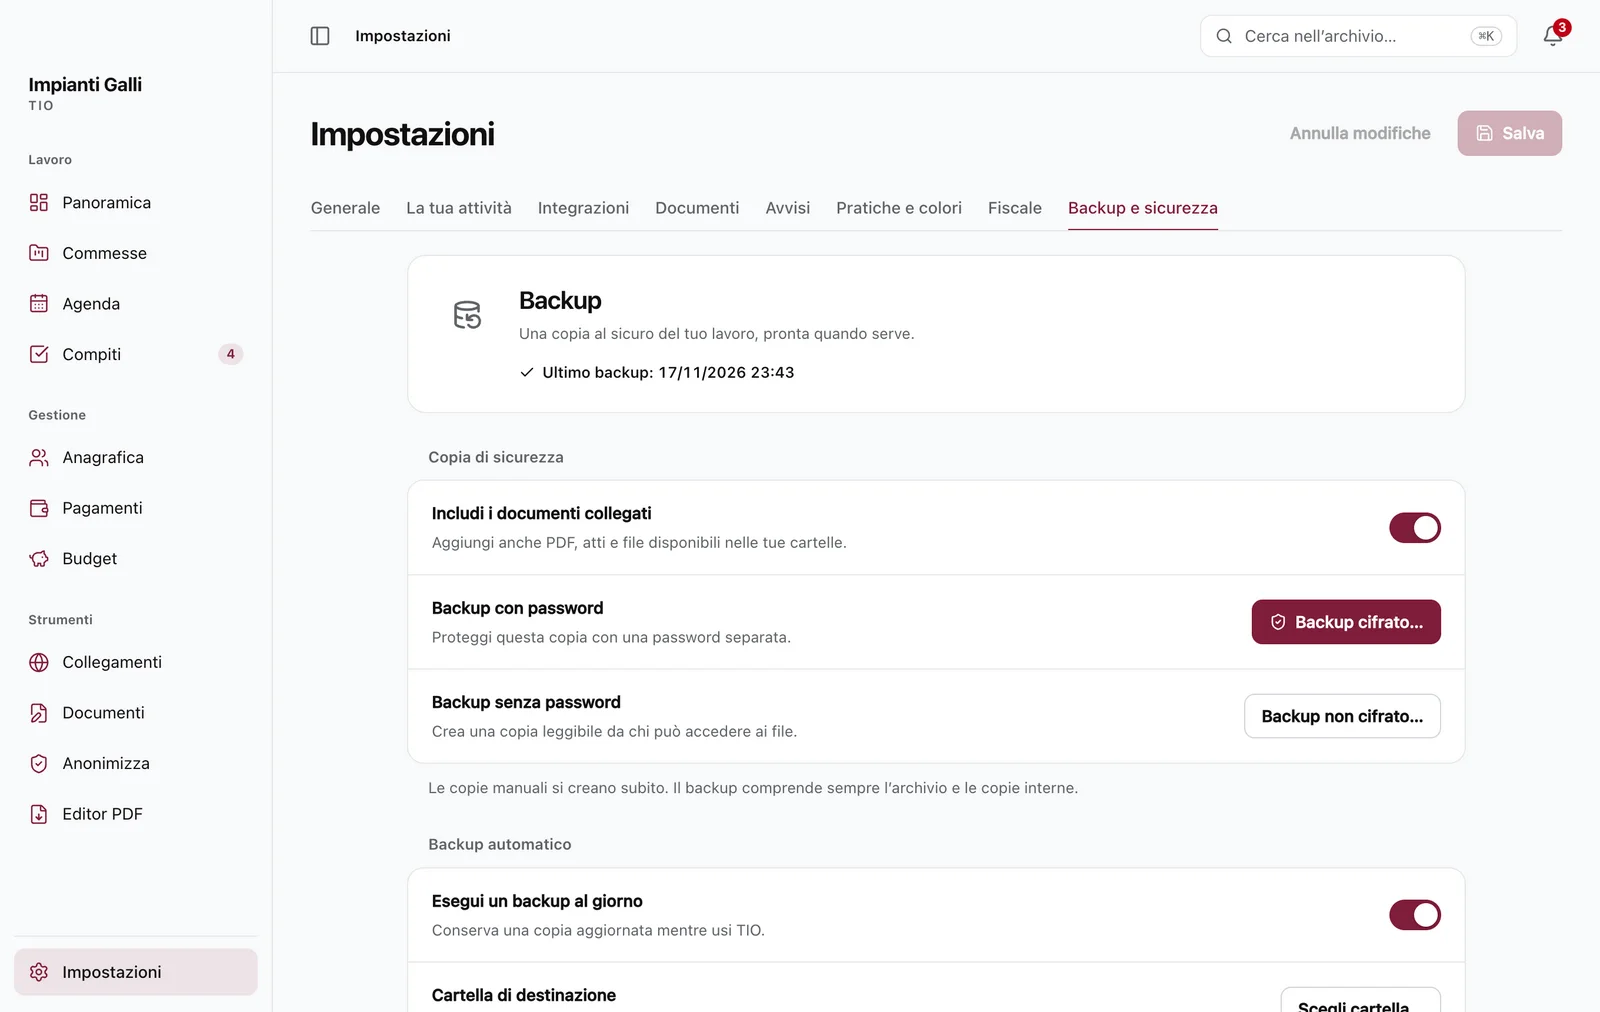 Impianti Galli
TIO
Lavoro
Panoramica
Commesse
Agenda
Compiti
4
Gestione
Anagrafica
Pagamenti
Budget
Strumenti
Collegamenti
Documenti
Anonimizza
Editor PDF
Impostazioni
Impostazioni
Cerca nell’archivio...
⌘K
3
Impostazioni
Annulla modifiche
Salva
Generale
La tua attività
Integrazioni
Documenti
Avvisi
Pratiche e colori
Fiscale
Backup e sicurezza
Backup
Una copia al sicuro del tuo lavoro, pronta quando serve.
Ultimo backup: 17/11/2026 23:43
Copia di sicurezza
Includi i documenti collegati
Aggiungi anche PDF, atti e file disponibili nelle tue cartelle.
Backup con password
Proteggi questa copia con una password separata.
Backup cifrato...
Backup senza password
Crea una copia leggibile da chi può accedere ai file.
Backup non cifrato...
Le copie manuali si creano subito. Il backup comprende sempre l’archivio e le copie interne.
Backup automatico
Esegui un backup al giorno
Conserva una copia aggiornata mentre usi TIO.
Cartella di destinazione
Scegli cartella...